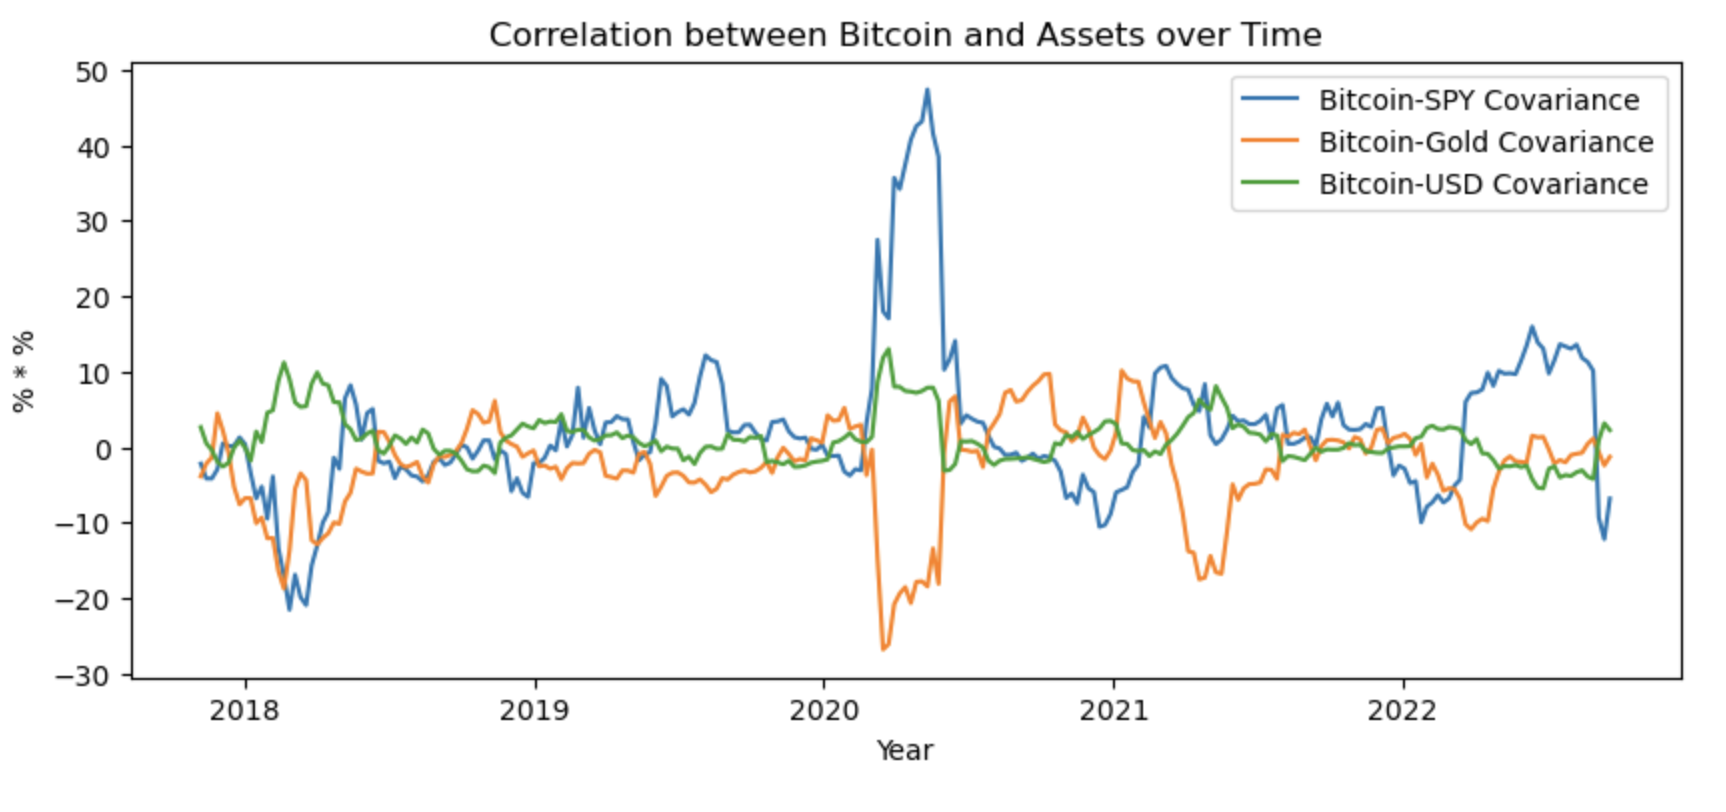 Correlation between Bitcoin and Assets over Time
50
40
30
20
10
0
−10
−20
−30
% * %
Bitcoin-SPY Covariance
Bitcoin-Gold Covariance
Bitcoin-USD Covariance
2018 2019 2020 2021 2022
Year